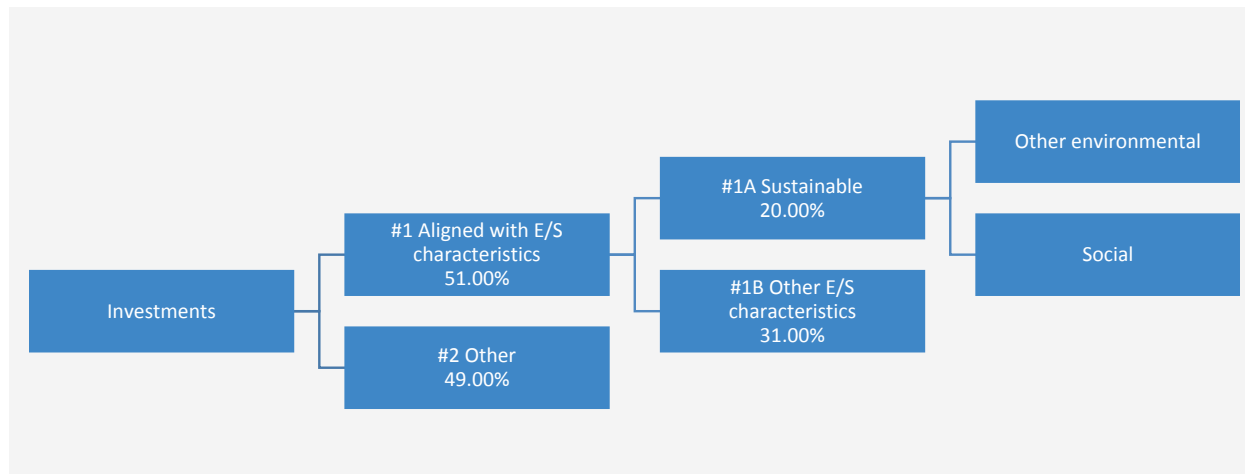 Investments
#1 Aligned with E/S
characteristics
51.00%
#2 Other
49.00%
#1A Sustainable
20.00%
#1B Other E/S
characteristics
31.00%
Other environmental
Social